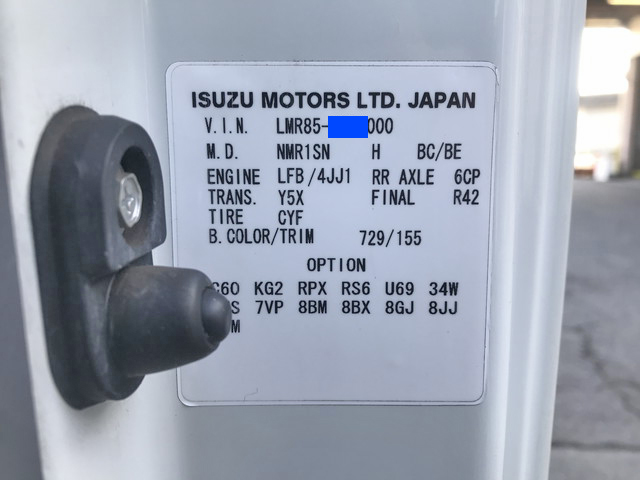 ISUZU MOTORS LTD. JAPAN
V.I.N. LMR85- 000
M.D. NMR1SN H BC/BE
ENGINE LFB/4JJ1 RR AXLE 6CP
TRANS. Y5X FINAL R42
TIRE CYF
B.COLOR/TRIM 729/155
OPTION
KG2 RPX RS6 U69 34W
7VP 8BM 8BX 8GJ 8JJ